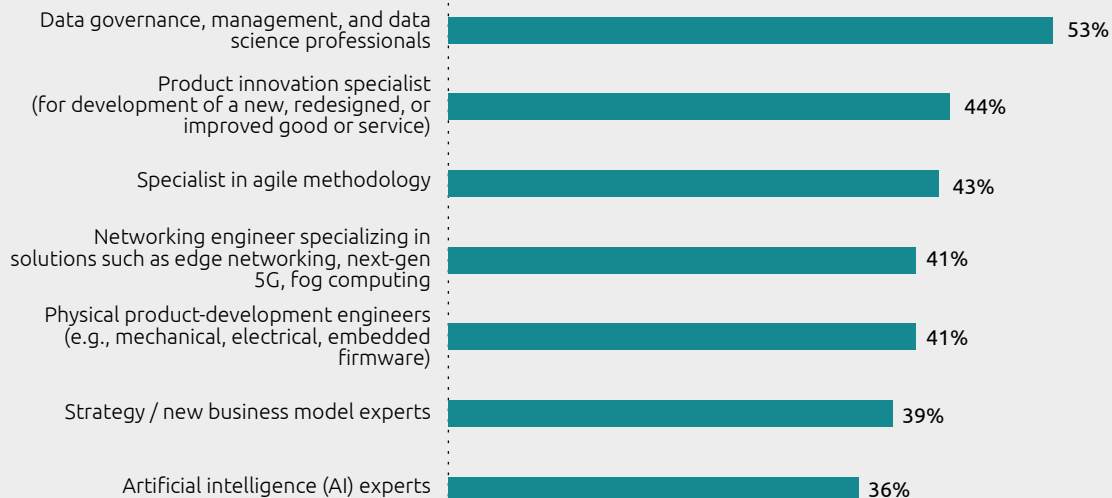 Data governance, management, and data
science professionals
53%
Product innovation specialist
(for development of a new, redesigned, or
improved good or service)
44%
Specialist in agile methodology
43%
Networking engineer specializing in
solutions such as edge networking, next-gen
5G, fog computing
41%
Physical product-development engineers
(e.g., mechanical, electrical, embedded
firmware)
41%
Strategy / new business model experts
39%
Artificial intelligence (AI) experts
36%